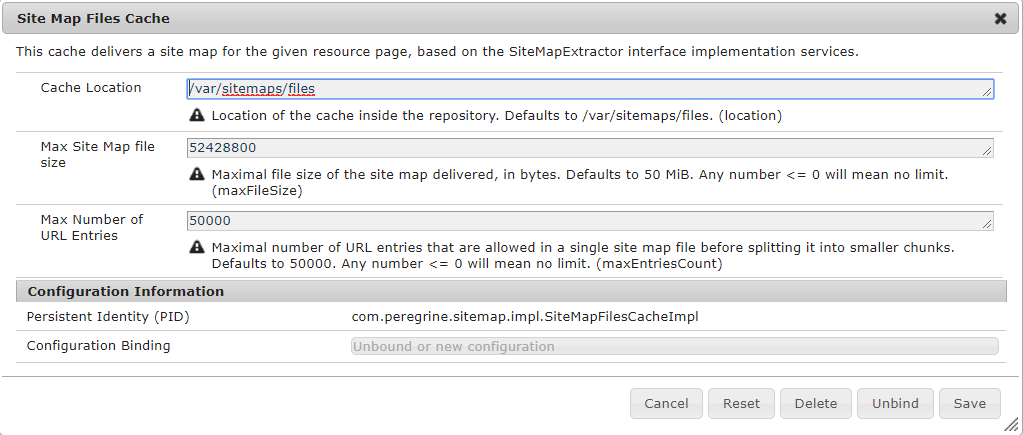 Site Map Files Cache
This cache delivers a site map for the given resource page, based on the SiteMapExtractor interface implementation services.
Cache Location
/var/sitemaps/files
Location of the cache inside the repository. Defaults to /var/sitemaps/files. (location)
Max Site Map file
size
52428800
Maximal file size of the site map delivered, in bytes. Defaults to 50 MiB. Any number <= 0 will mean no limit.
(maxFileSize)
Max Number of
URL Entries
50000
Maximal number of URL entries that are allowed in a single site map file before splitting it into smaller chunks.
Defaults to 50000. Any number <= 0 will mean no limit. (maxEntriesCount)
Configuration Information
Persistent Identity (PID) com.peregrine.sitemap.impl.SiteMapFilesCacheImpl
Configuration Binding Unbound or new configuration
Cancel Reset Delete Unbind Save